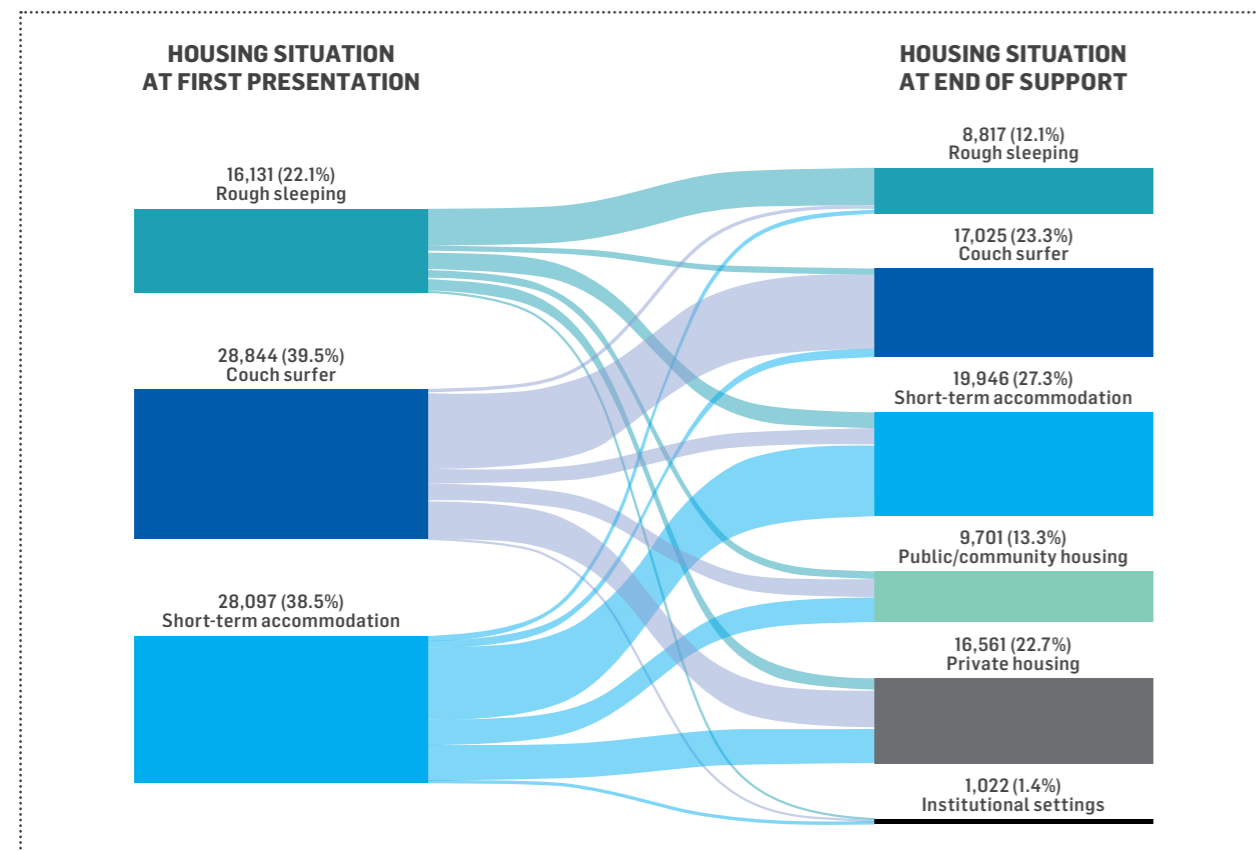 HOUSING SITUATION
AT FIRST PRESENTATION
16,131 (22.1%)
Rough sleeping
28,844 (39.5%)
Couch surfer
28,097 (38.5%)
Short-term accommodation
HOUSING SITUATION
AT END OF SUPPORT
8,817 (12.1%)
Rough sleeping
17,025 (23.3%)
Couch surfer
19,946 (27.3%)
Short-term accommodation
9,701 (13.3%)
Public/community housing
16,561 (22.7%)
Private housing
1,022 (1.4%)
Institutional settings